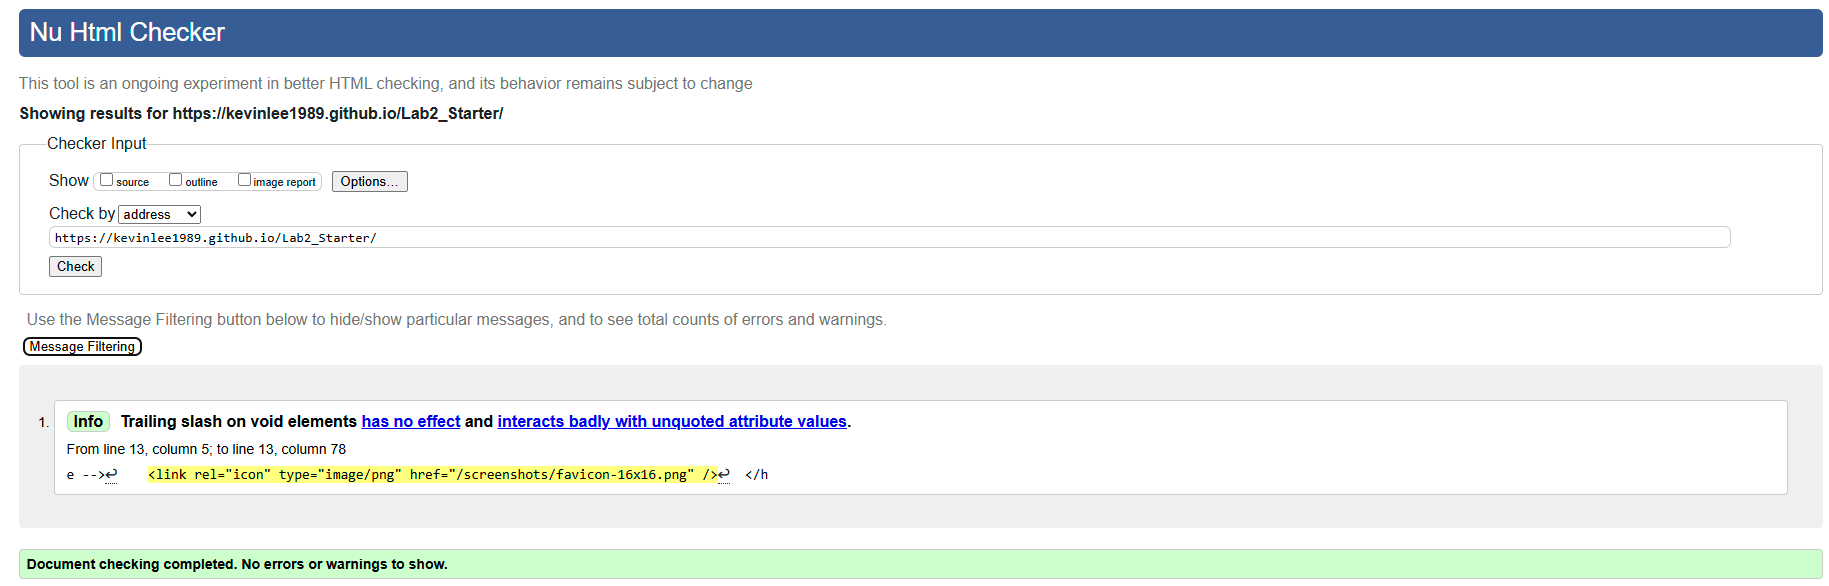 Nu Html Checker
This tool is an ongoing experiment in better HTML checking, and its behavior remains subject to change
Showing results for https://kevinlee1989.github.io/Lab2_Starter/
Checker Input
Show source outline image report Options...
Check by address
https://kevinlee1989.github.io/Lab2_Starter/
Check
Use the Message Filtering button below to hide/show particular messages, and to see total counts of errors and warnings.
Message Filtering
1. Info Trailing slash on void elements has no effect and interacts badly with unquoted attribute values.
From line 13, column 5; to line 13, column 78
e -->↩ <link rel="icon" type="image/png" href="/screenshots/favicon-16x16.png" />↩ </h
Document checking completed. No errors or warnings to show.